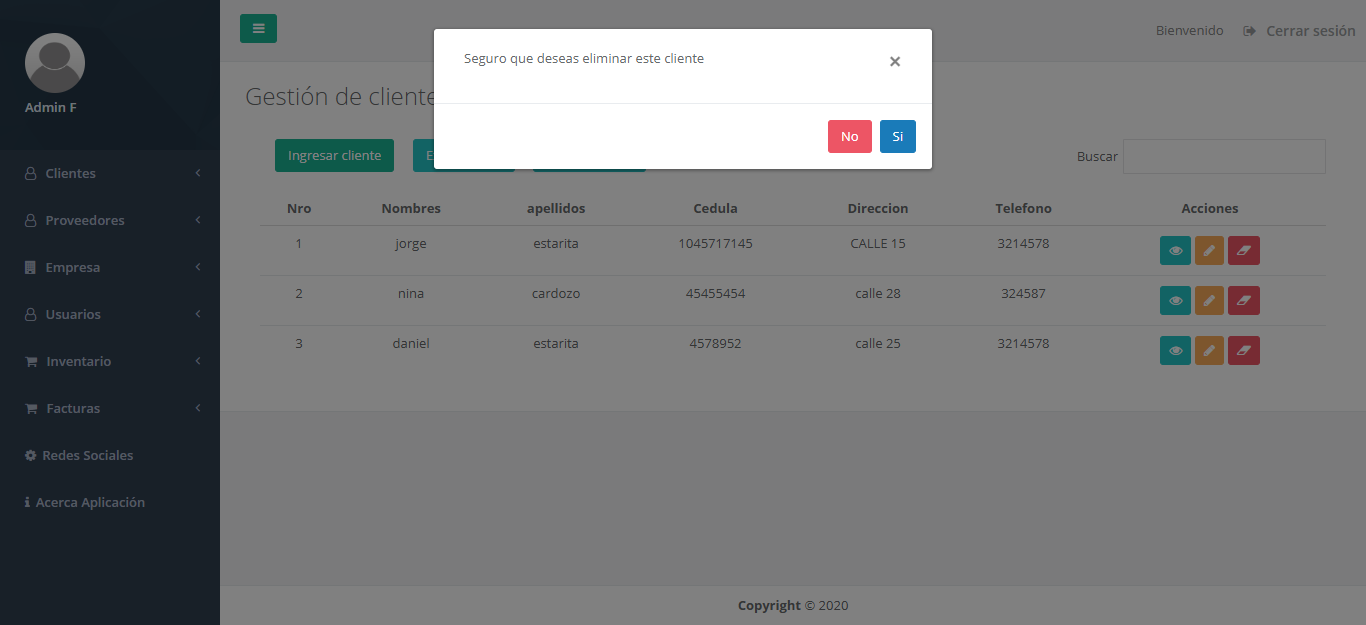 Admin F
Clientes
Proveedores
Empresa
Usuarios
Inventario
Facturas
Redes Sociales
Acerca Aplicación
Bienvenido Cerrar sesión
Seguro que deseas eliminar este cliente ×
No Si
Gestión de cliente
Ingresar cliente
Buscar
Nro Nombres apellidos Cedula Direccion Telefono Acciones
1 jorge estarita 1045717145 CALLE 15 3214578
2 nina cardozo 45455454 calle 28 324587
3 daniel estarita 4578952 calle 25 3214578
Copyright © 2020